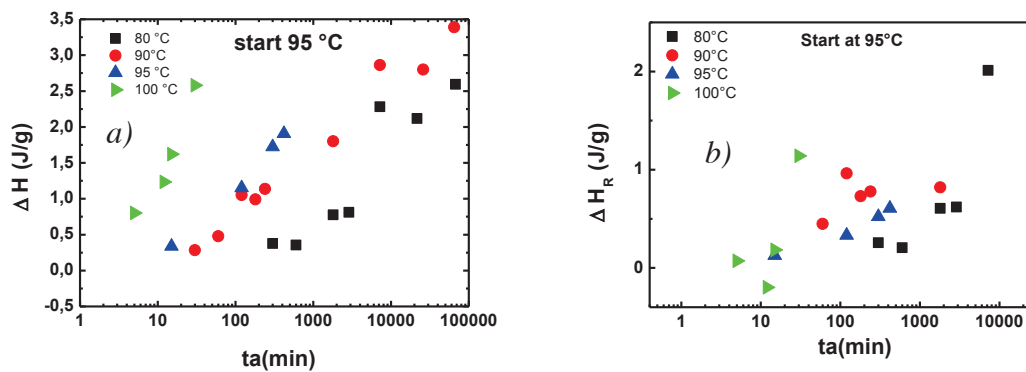 start 95 °C
80 °C
90°C
95 °C
100 °C
a)
3,5
3,0
2,5
2,0
1,5
1,0
0,5
0,0
-0,5
Δ H (J/g)
1 10 100 1000 10000 100000
ta(min)
Start at 95°C
80°C
90°C
95°C
100°C
b)
2
1
0
Δ H_R (J/g)
1 10 100 1000 10000
ta(min)